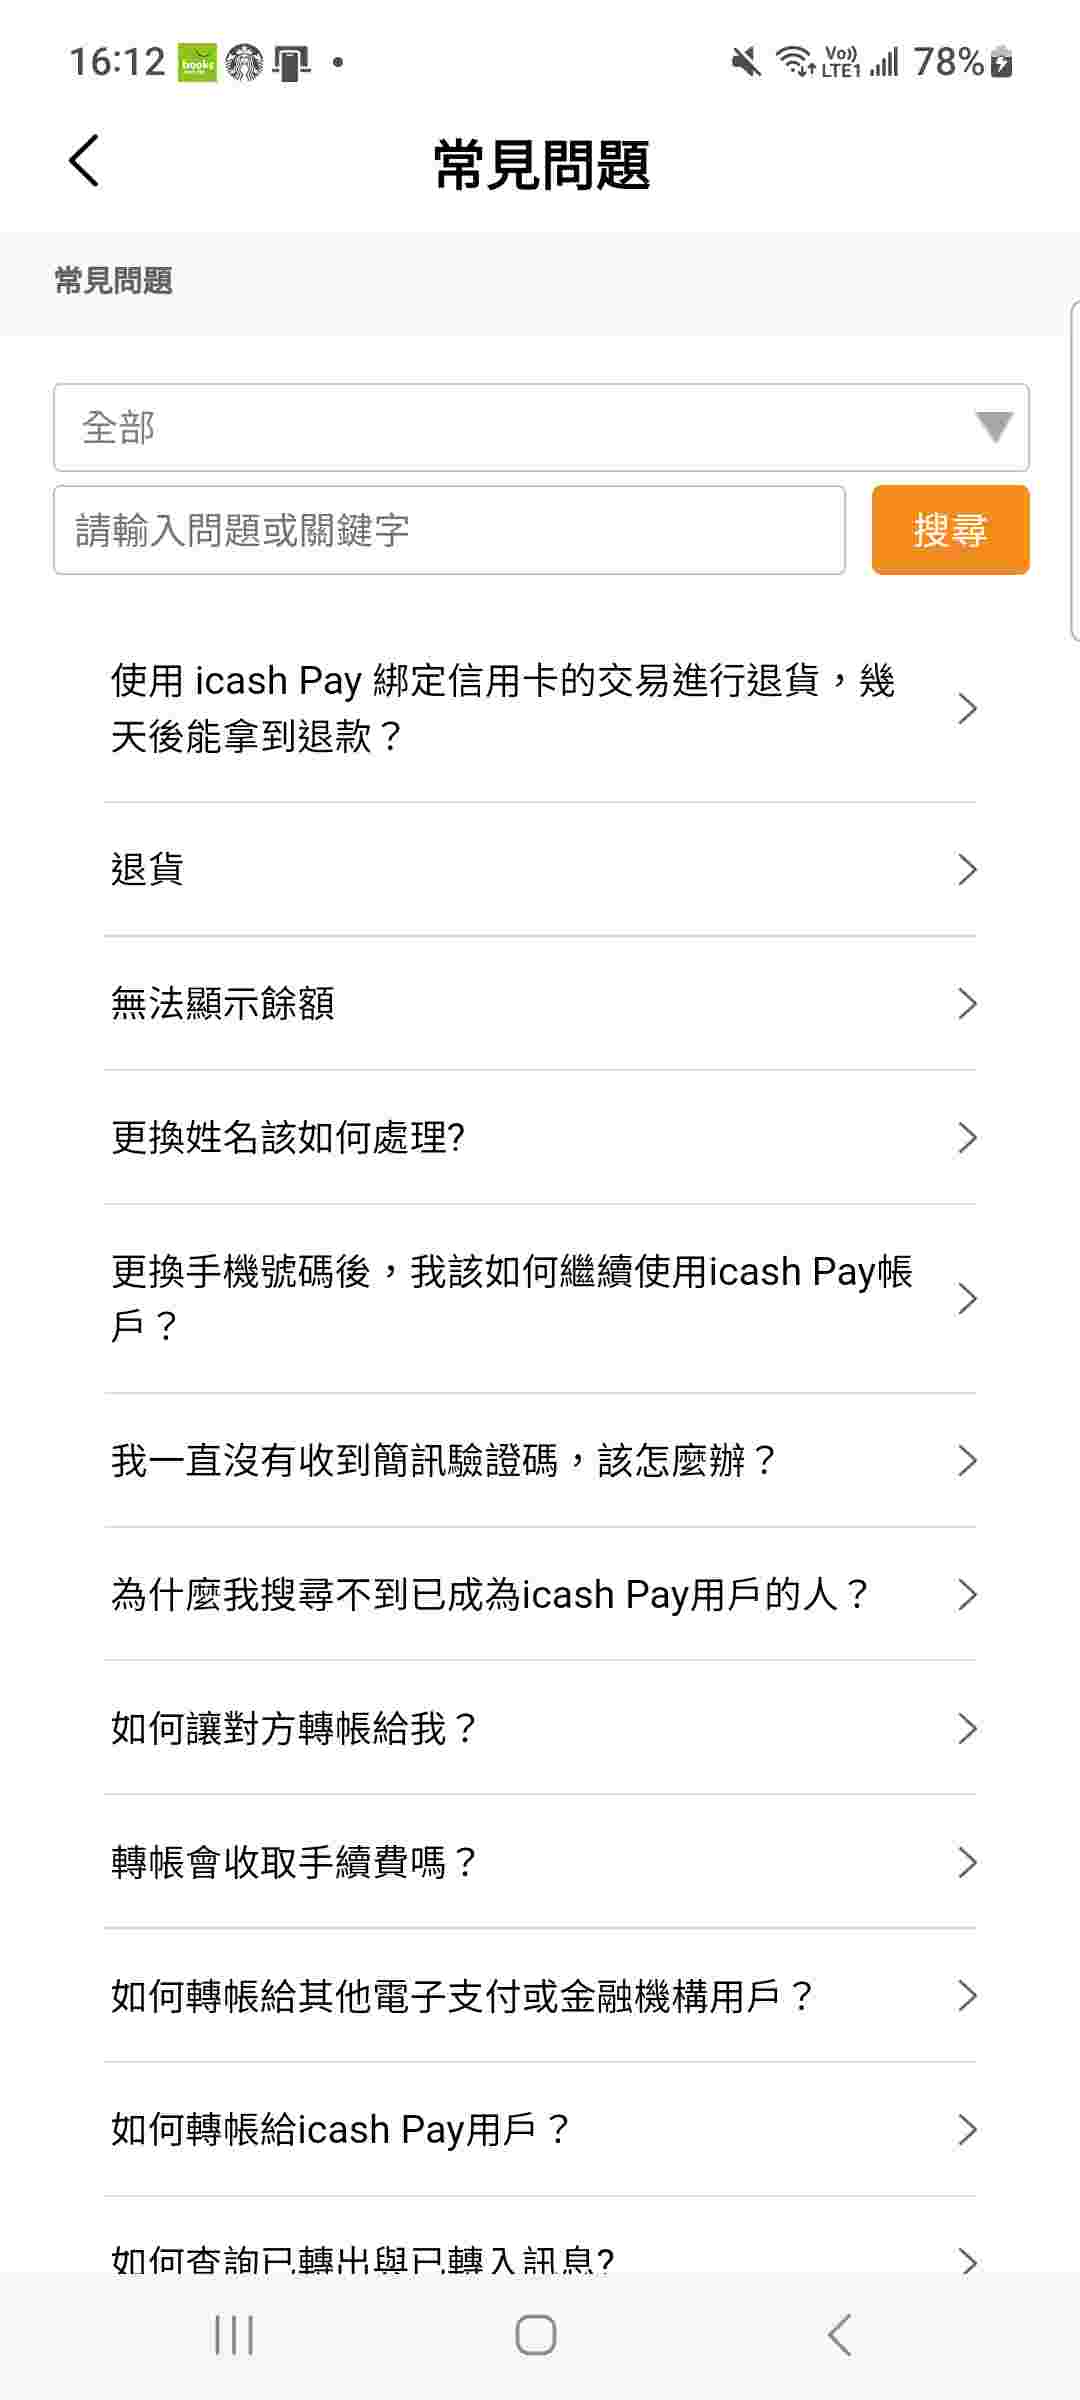 16:12 books
Vo)) LTE1 78%
常見問題
常見問題
全部
請輸入問題或關鍵字
搜尋
使用 icash Pay 綁定信用卡的交易進行退貨，幾
天後能拿到退款？
退貨
無法顯示餘額
更換姓名該如何處理?
更換手機號碼後，我該如何繼續使用icash Pay帳
戶？
我一直沒有收到簡訊驗證碼，該怎麼辦？
為什麼我搜尋不到已成為icash Pay用戶的人？
如何讓對方轉帳給我？
轉帳會收取手續費嗎？
如何轉帳給其他電子支付或金融機構用戶？
如何轉帳給icash Pay用戶？
如何查詢已轉出與已轉入訊息?